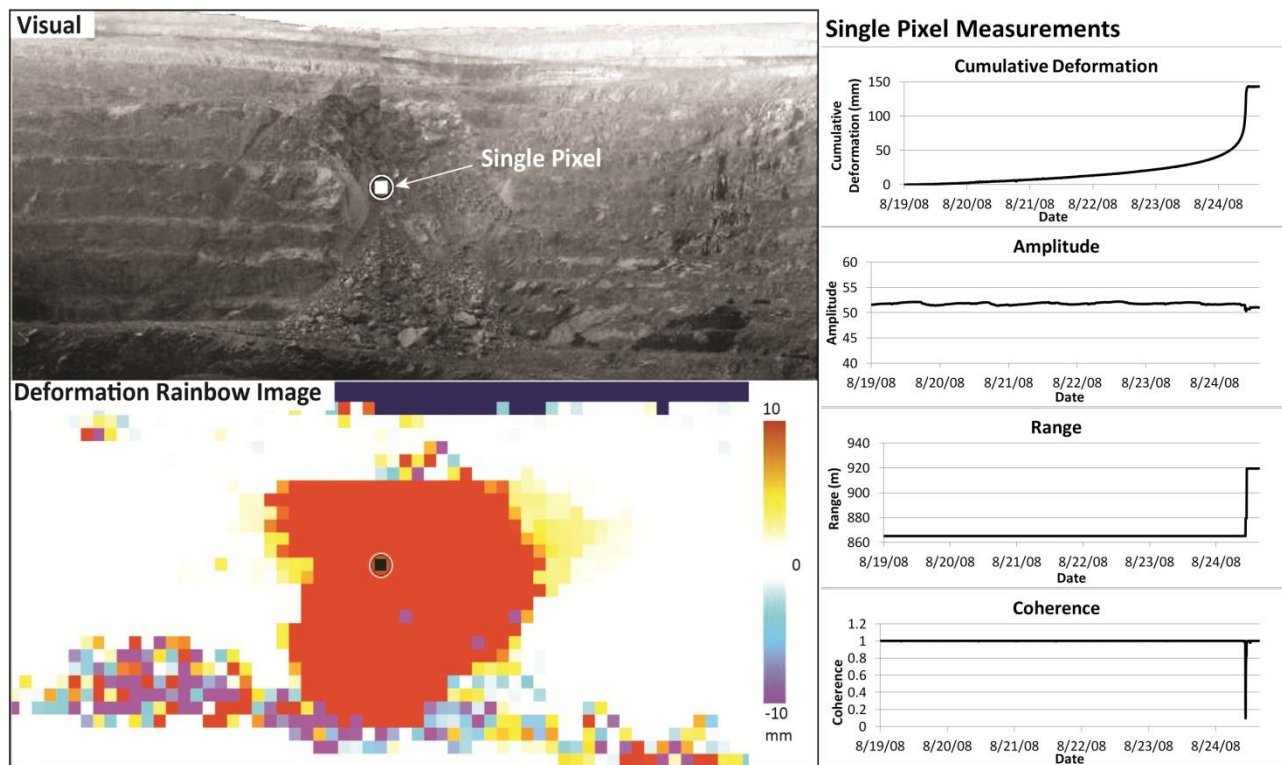 Visual
Single Pixel
Deformation Rainbow Image
10
0
-10
mm
Single Pixel Measurements
Cumulative Deformation
Cumulative
Deformation (mm)
150
100
50
0
8/19/08 8/20/08 8/21/08 8/22/08 8/23/08 8/24/08
Date
Amplitude
Amplitude
60
55
50
45
40
8/19/08 8/20/08 8/21/08 8/22/08 8/23/08 8/24/08
Date
Range
Range (m)
940
920
900
880
860
8/19/08 8/20/08 8/21/08 8/22/08 8/23/08 8/24/08
Date
Coherence
Coherence
1.2
1
0.8
0.6
0.4
0.2
0
8/19/08 8/20/08 8/21/08 8/22/08 8/23/08 8/24/08
Date